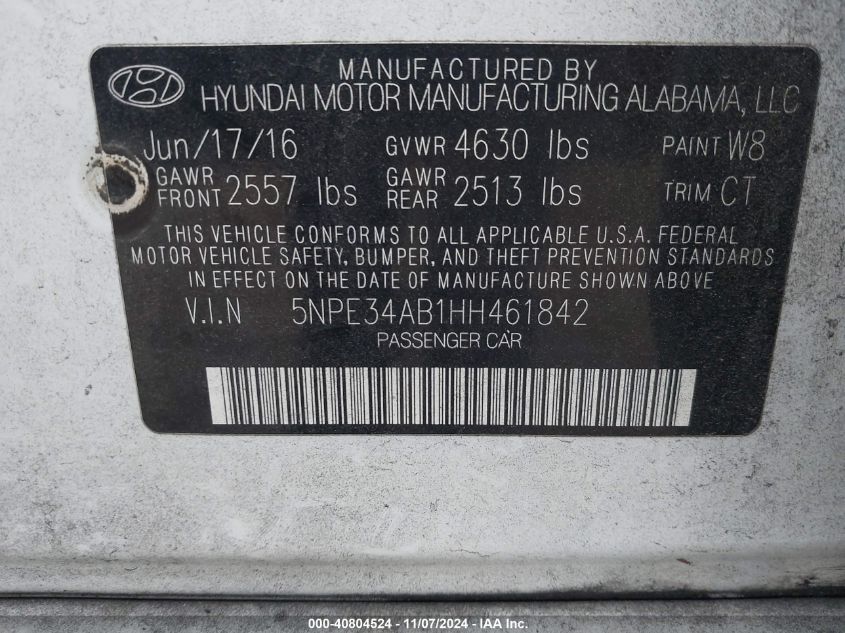 MANUFACTURED BY
HYUNDAI MOTOR MANUFACTURING ALABAMA, LLC
Jun/17/16 GVWR 4630 lbs PAINT W8
GAWR FRONT 2557 lbs GAWR REAR 2513 lbs TRIM CT
THIS VEHICLE CONFORMS TO ALL APPLICABLE U.S.A. FEDERAL
MOTOR VEHICLE SAFETY, BUMPER, AND THEFT PREVENTION STANDARDS
IN EFFECT ON THE DATE OF MANUFACTURE SHOWN ABOVE
V.I.N 5NPE34AB1HH461842
PASSENGER CAR
000-40804524 - 11/07/2024 - IAA Inc.